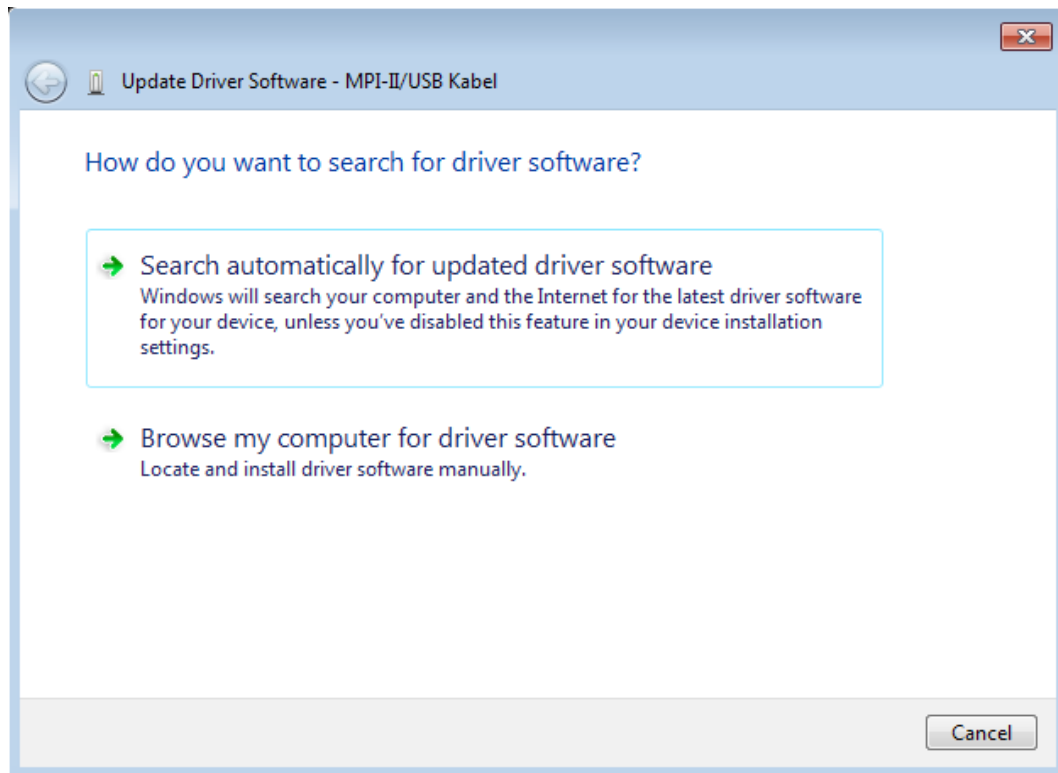 Update Driver Software - MPI-II/USB Kabel
How do you want to search for driver software?
Search automatically for updated driver software
Windows will search your computer and the Internet for the latest driver software
for your device, unless you've disabled this feature in your device installation
settings.
Browse my computer for driver software
Locate and install driver software manually.
Cancel